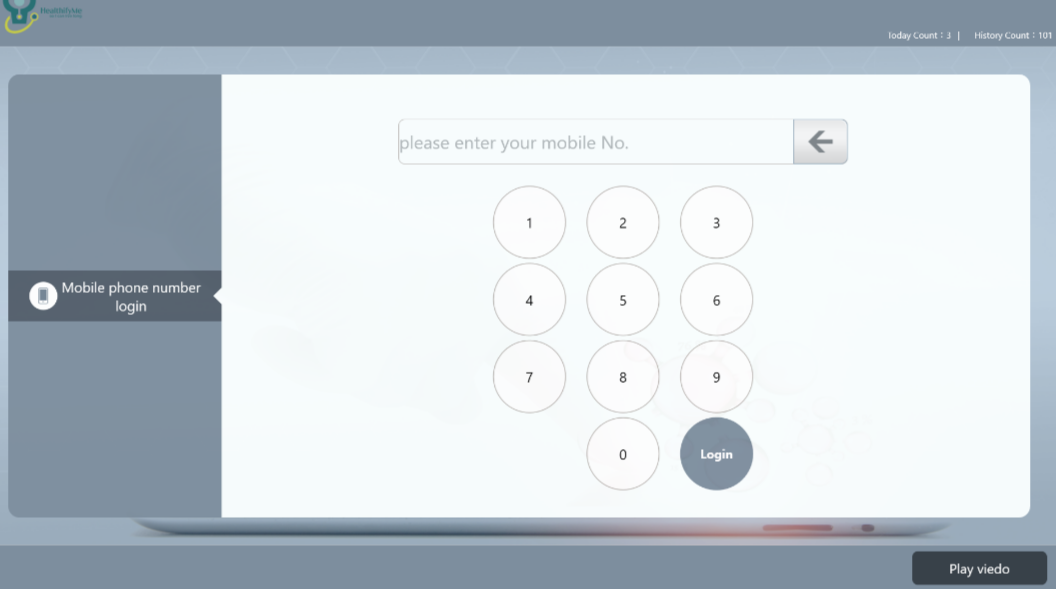 Today Count : 3 | History Count : 101
please enter your mobile No.
1 2 3
4 5 6
7 8 9
0 Login
Mobile phone number
login
Play viedo